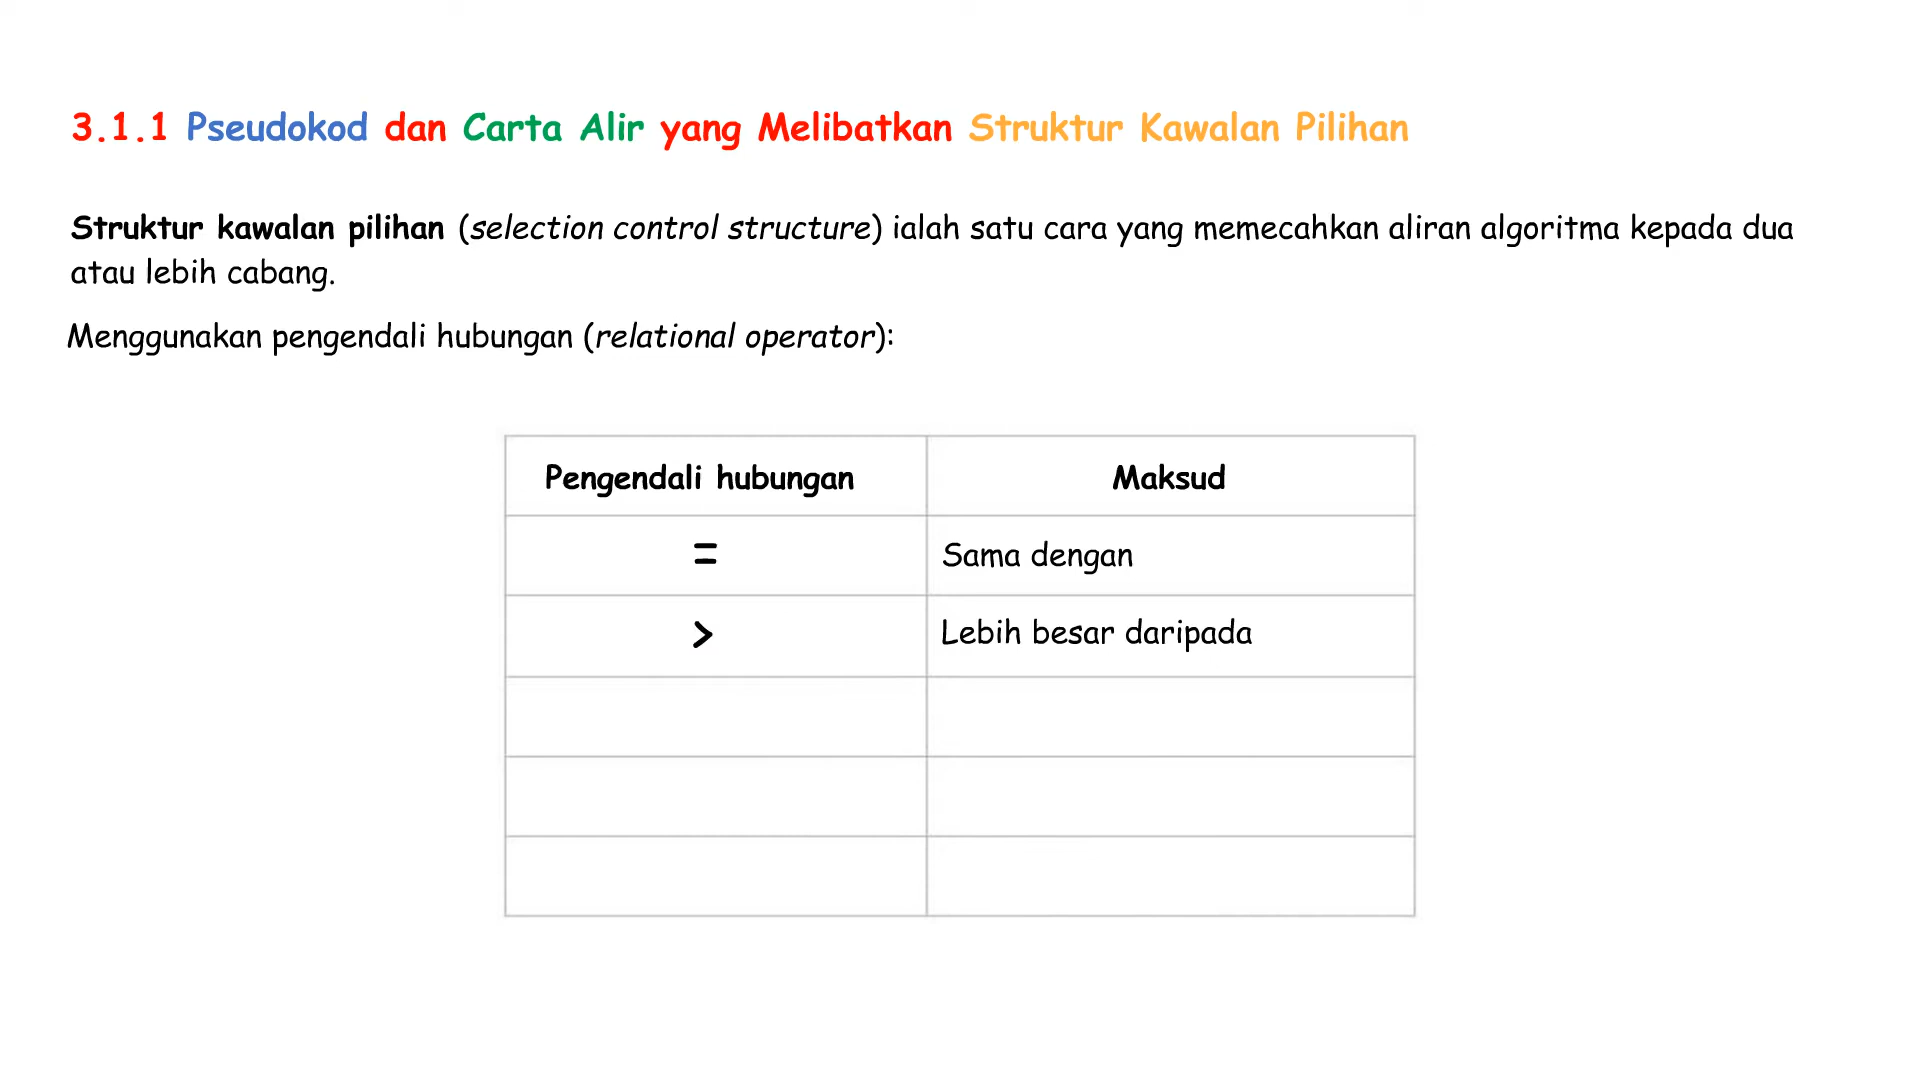 3.1.1 Pseudokod dan Carta Alir yang Melibatkan Struktur Kawalan Pilihan
Struktur kawalan pilihan (selection control structure) ialah satu cara yang memecahkan aliran algoritma kepada dua
atau lebih cabang.
Menggunakan pengendali hubungan (relational operator):
Pengendali hubungan Maksud
= Sama dengan
> Lebih besar daripada